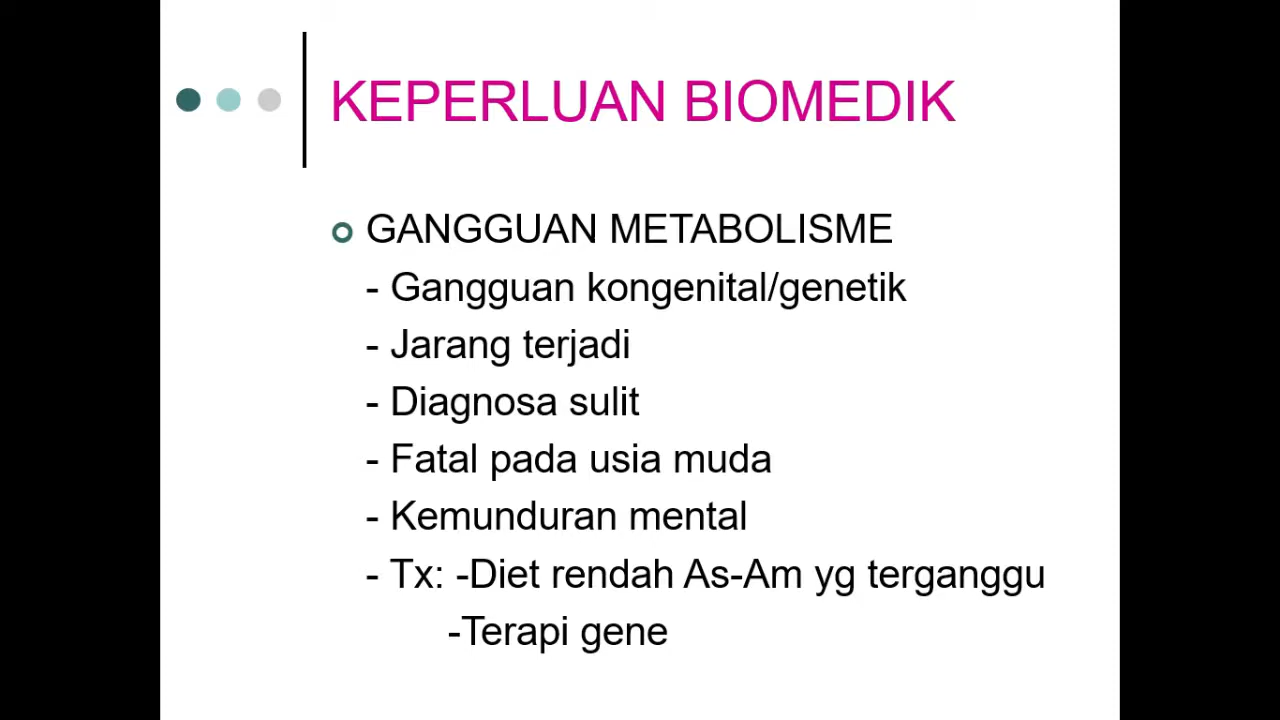 KEPERLUAN BIOMEDIK
GANGGUAN METABOLISME
- Gangguan kongenital/genetik
- Jarang terjadi
- Diagnosa sulit
- Fatal pada usia muda
- Kemunduran mental
- Tx: -Diet rendah As-Am yg terganggu
-Terapi gene